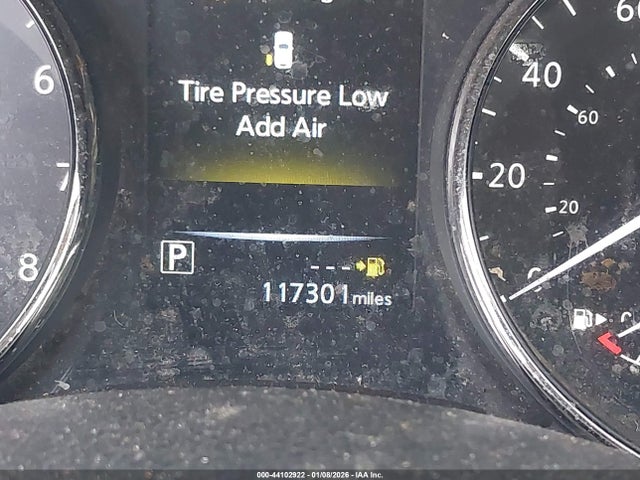 60
6
7
8
Tire Pressure Low
Add Air
40
60
20
20
P
---
117301 miles
000-44102922 - 01/08/2026 - IAA Inc.